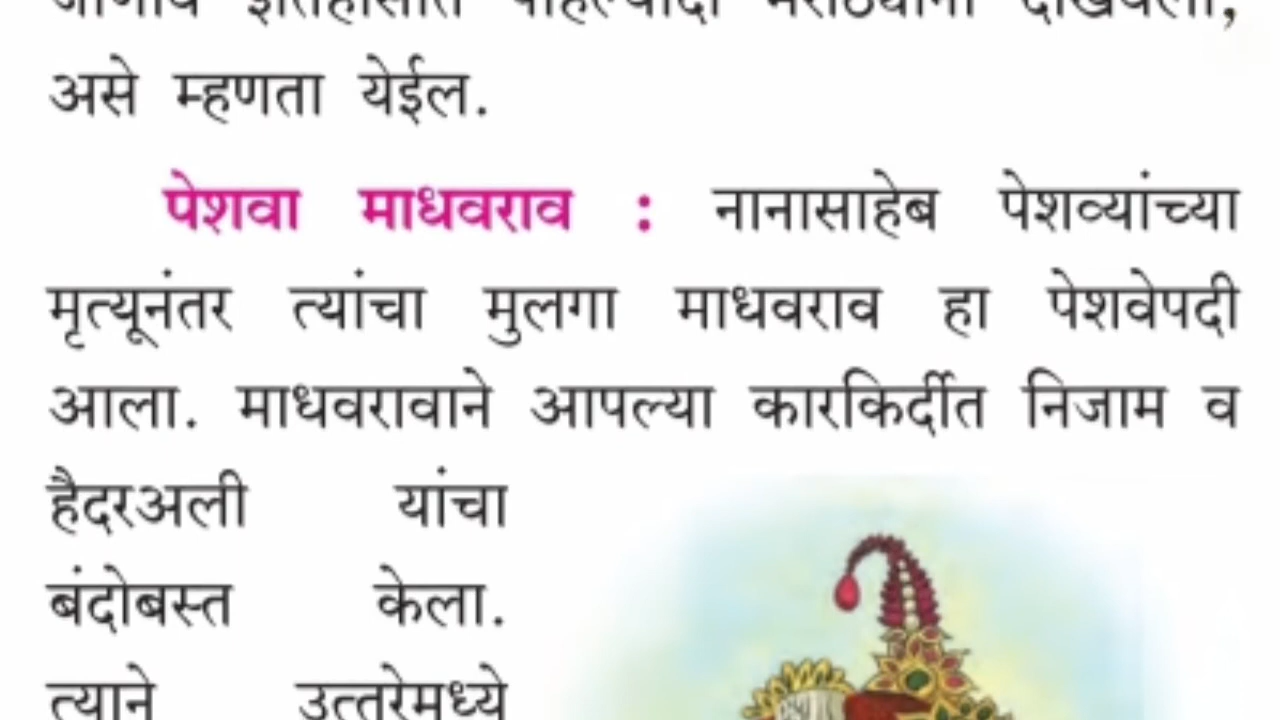 असे म्हणता येईल.
पेशवा माधवराव : नानासाहेब पेशव्यांच्या
मृत्यूनंतर त्यांचा मुलगा माधवराव हा पेशवेपदी
आला. माधवरावाने आपल्या कारकिर्दीत निजाम व
हैदरअली यांचा
बंदोबस्त केला.
त्याने उत्तरेमध्ये